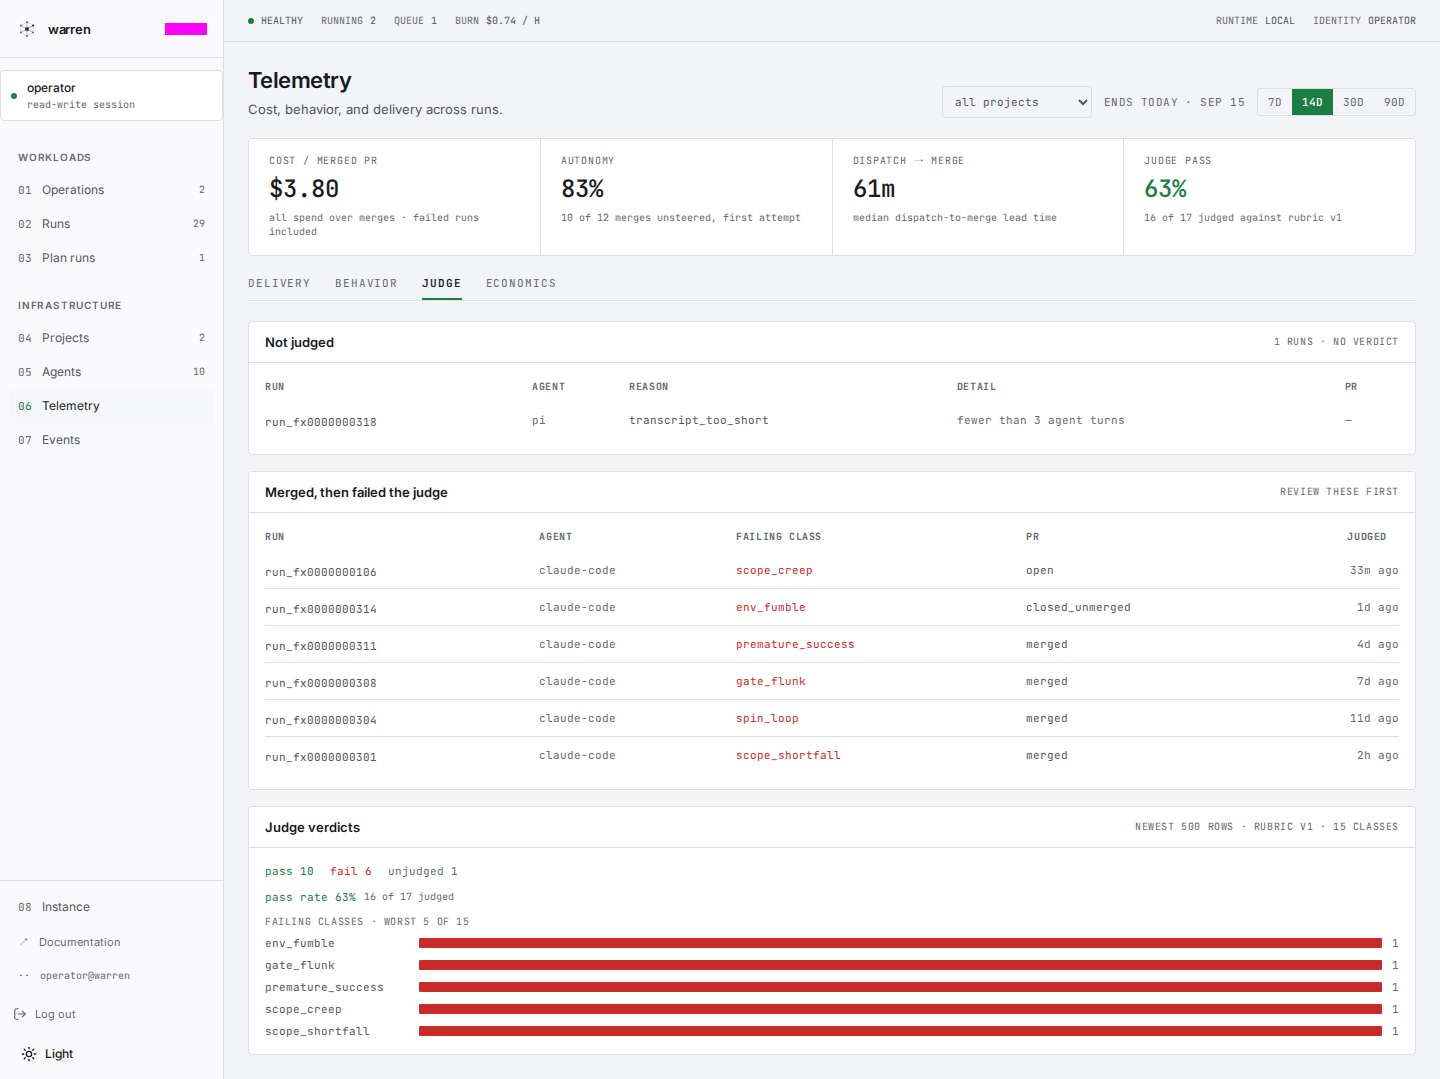 warren
operator
read-write session
WORKLOADS
01 Operations 2
02 Runs 29
03 Plan runs 1
INFRASTRUCTURE
04 Projects 2
05 Agents 10
06 Telemetry
07 Events
08 Instance
Documentation
operator@warren
Log out
Light
HEALTHY RUNNING 2 QUEUE 1 BURN $0.74 / H
RUNTIME LOCAL IDENTITY OPERATOR
Telemetry
Cost, behavior, and delivery across runs.
all projects ENDS TODAY · SEP 15 7D 14D 30D 90D
COST / MERGED PR
$3.80
all spend over merges · failed runs
included
AUTONOMY
83%
10 of 12 merges unsteered, first attempt
DISPATCH → MERGE
61m
median dispatch-to-merge lead time
JUDGE PASS
63%
16 of 17 judged against rubric v1
DELIVERY BEHAVIOR JUDGE ECONOMICS
Not judged 1 RUNS · NO VERDICT
RUN AGENT REASON DETAIL PR
run_fx0000000318 pi transcript_too_short fewer than 3 agent turns —
Merged, then failed the judge REVIEW THESE FIRST
RUN AGENT FAILING CLASS PR JUDGED
run_fx0000000106 claude-code scope_creep open 33m ago
run_fx0000000314 claude-code env_fumble closed_unmerged 1d ago
run_fx0000000311 claude-code premature_success merged 4d ago
run_fx0000000308 claude-code gate_flunk merged 7d ago
run_fx0000000304 claude-code spin_loop merged 11d ago
run_fx0000000301 claude-code scope_shortfall merged 2h ago
Judge verdicts NEWEST 500 ROWS · RUBRIC V1 · 15 CLASSES
pass 10 fail 6 unjudged 1
pass rate 63% 16 of 17 judged
FAILING CLASSES · WORST 5 OF 15
env_fumble 1
gate_flunk 1
premature_success 1
scope_creep 1
scope_shortfall 1